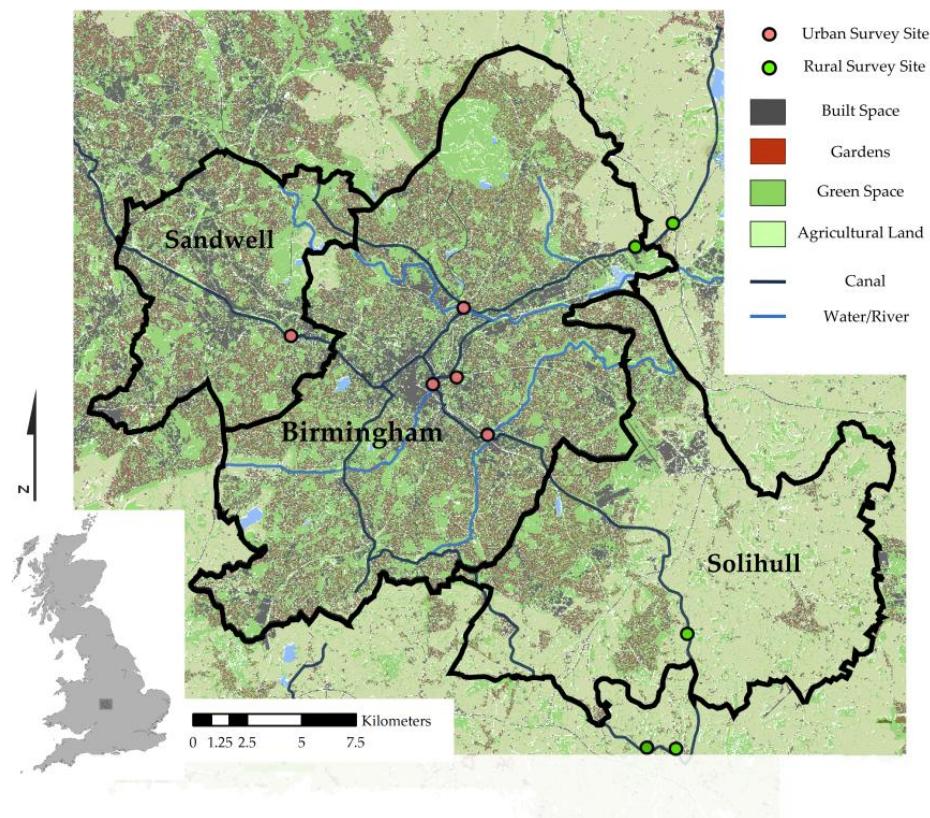 Urban Survey Site
Rural Survey Site
Built Space
Gardens
Green Space
Agricultural Land
Canal
Water/River
Sandwell
Birmingham
Solihull
N
Kilometers
0 1.25 2.5 5 7.5